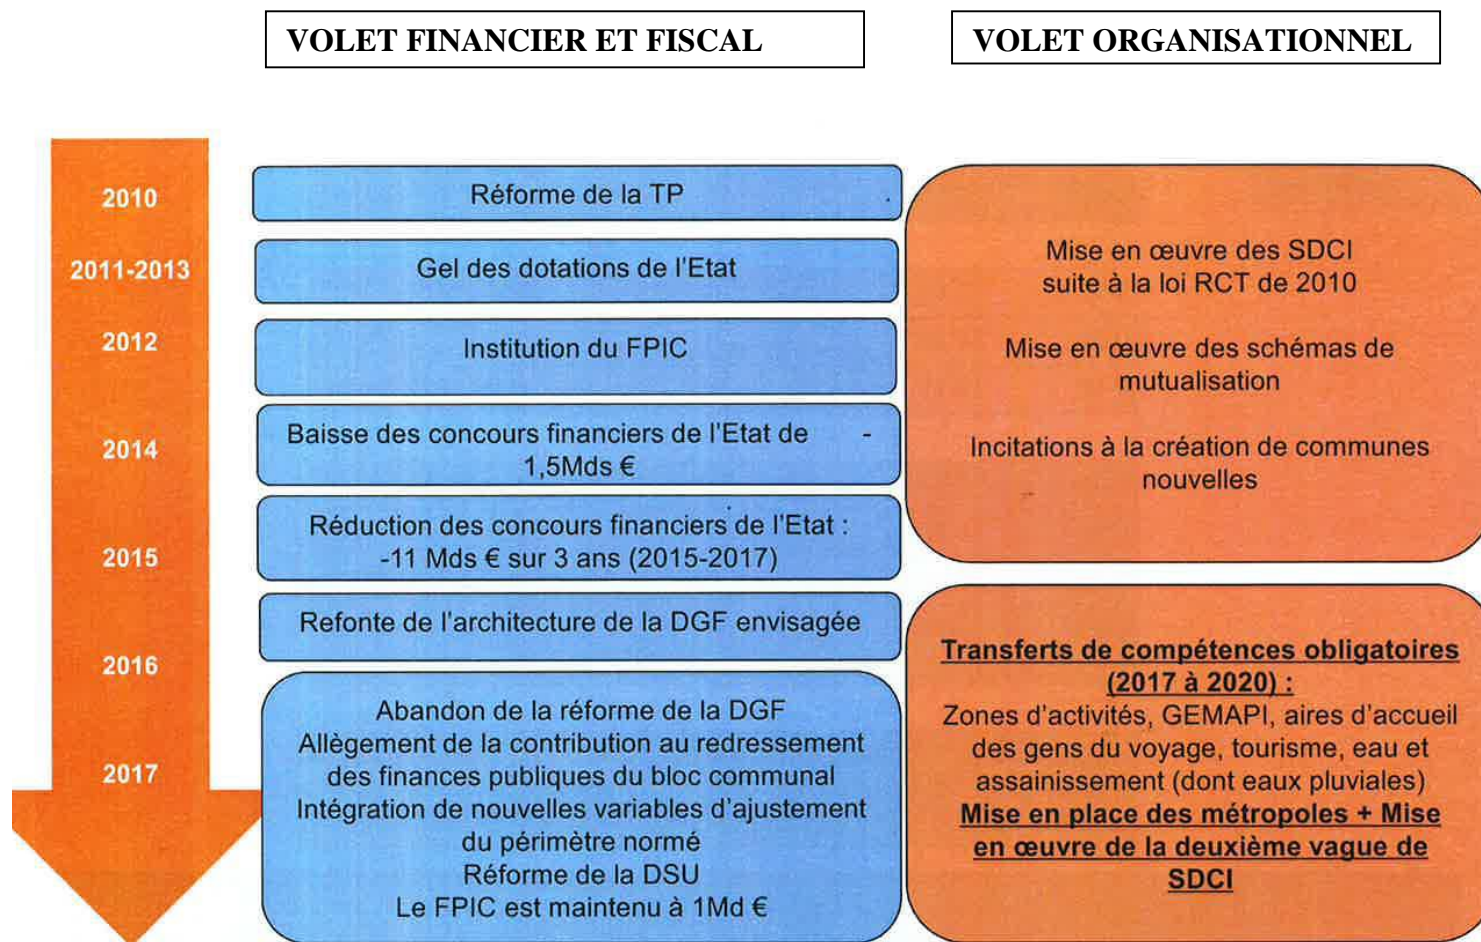 VOLET FINANCIER ET FISCAL
VOLET ORGANISATIONNEL
2010
2011-2013
2012
2014
2015
2016
2017
Réforme de la TP
Gel des dotations de l'Etat
Institution du FPIC
Baisse des concours financiers de l'Etat de -
1,5Mds €
Réduction des concours financiers de l'Etat :
-11 Mds € sur 3 ans (2015-2017)
Refonte de l'architecture de la DGF envisagée
Abandon de la réforme de la DGF
Allègement de la contribution au redressement
des finances publiques du bloc communal
Intégration de nouvelles variables d'ajustement
du périmètre normé
Réforme de la DSU
Le FPIC est maintenu à 1Md €
Mise en œuvre des SDCI
suite à la loi RCT de 2010
Mise en œuvre des schémas de
mutualisation
Incitations à la création de communes
nouvelles
Transferts de compétences obligatoires
(2017 à 2020) :
Zones d'activités, GEMAPI, aires d'accueil
des gens du voyage, tourisme, eau et
assainissement (dont eaux pluviales)
Mise en place des métropoles + Mise
en œuvre de la deuxième vague de
SDCI